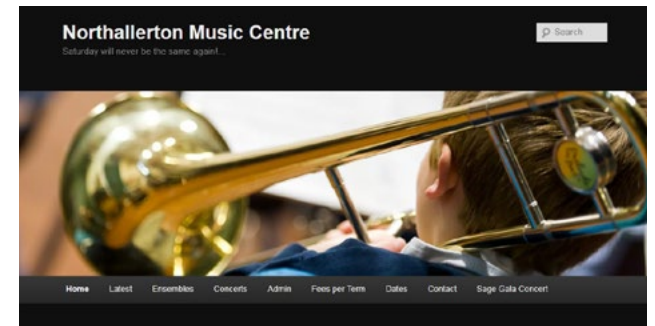 Northallerton Music Centre
Search
Saturday will never be the same again!...
Home Latest Ensembles Concerts Admin Fees per Term Dates Contact Sage Gala Concert